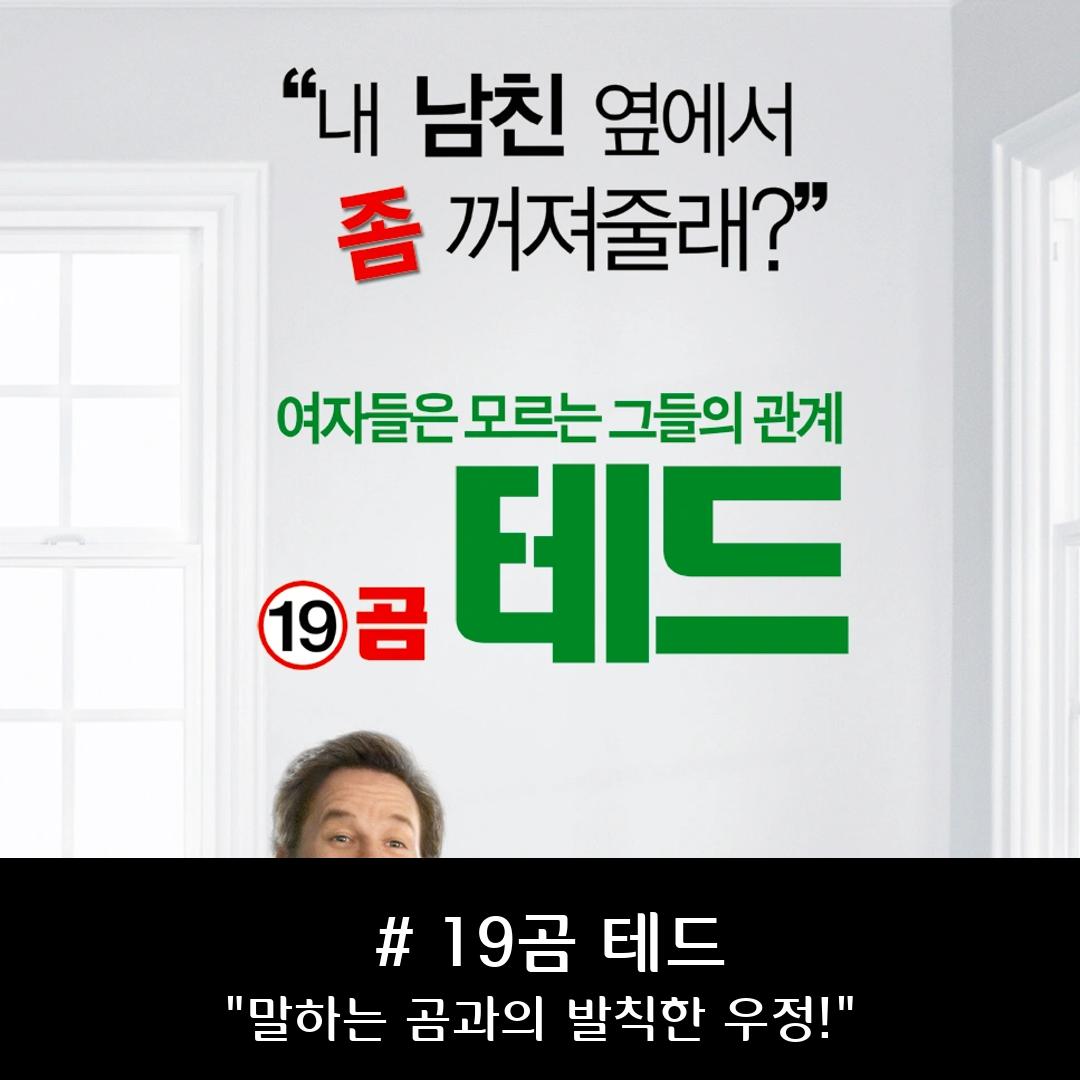 “내 남친 옆에서
좀 꺼져줄래?”
여자들은 모르는 그들의 관계
19곰 테드
# 19곰 테드
"말하는 곰과의 발칙한 우정!"